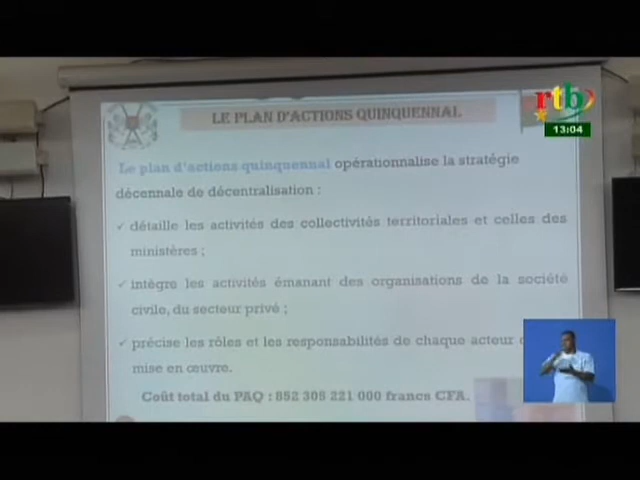 LE PLAN D'ACTIONS QUINQUENNAL
rtb
13:04
Le plan d'actions quinquennal opérationnalise la stratégie
décennale de décentralisation :
✓ détaille les activités des collectivités territoriales et celles des
ministères ;
✓ intègre les activités émanant des organisations de la société
civile, du secteur privé ;
✓ précise les rôles et les responsabilités de chaque acteur
mise en œuvre.
Coût total du PAQ : 852 305 221 000 francs CFA.